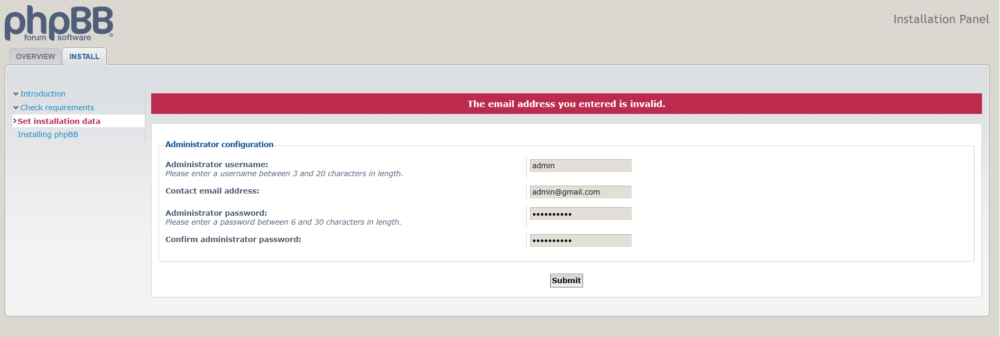 phpBB®
forum software
Installation Panel
OVERVIEW INSTALL
Introduction
Check requirements
Set installation data
Installing phpBB
The email address you entered is invalid.
Administrator configuration
Administrator username: admin
Please enter a username between 3 and 20 characters in length.
Contact email address: admin@gmail.com
Administrator password: ••••••••••
Please enter a password between 6 and 30 characters in length.
Confirm administrator password: ••••••••••
Submit